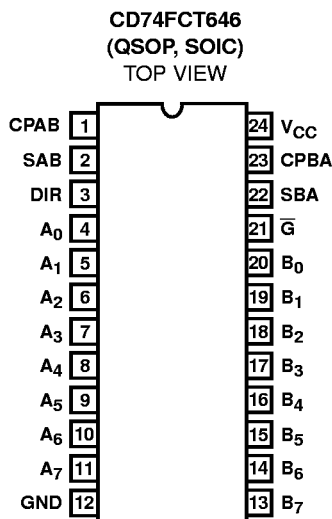 CD74FCT646
(QSOP, SOIC)
TOP VIEW
CPAB 1 24 VCC
SAB 2 23 CPBA
DIR 3 22 SBA
A0 4 21 G̅
A1 5 20 B0
A2 6 19 B1
A3 7 18 B2
A4 8 17 B3
A5 9 16 B4
A6 10 15 B5
A7 11 14 B6
GND 12 13 B7